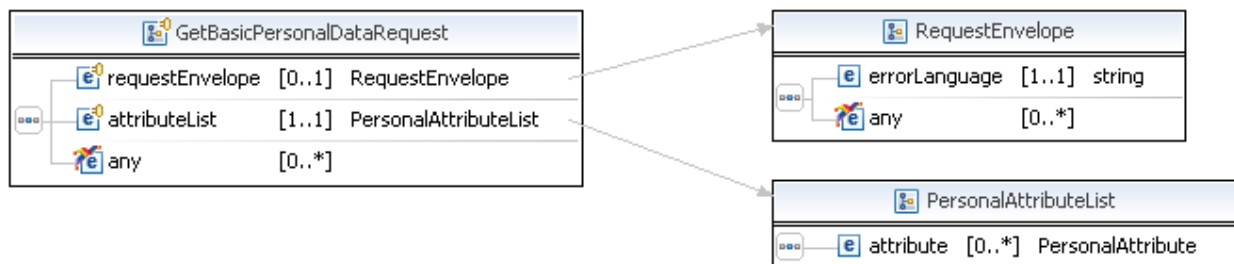 GetBasicPersonalDataRequest
requestEnvelope [0..1] RequestEnvelope
attributeList [1..1] PersonalAttributeList
any [0..*]
RequestEnvelope
errorLanguage [1..1] string
any [0..*]
PersonalAttributeList
attribute [0..*] PersonalAttribute